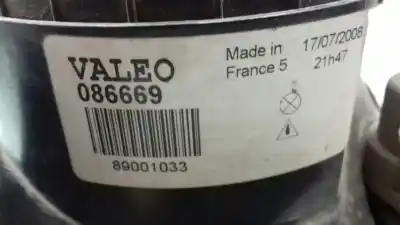 VALEO
086669
89001033
Made in
France 5
17/07/2008
21h47